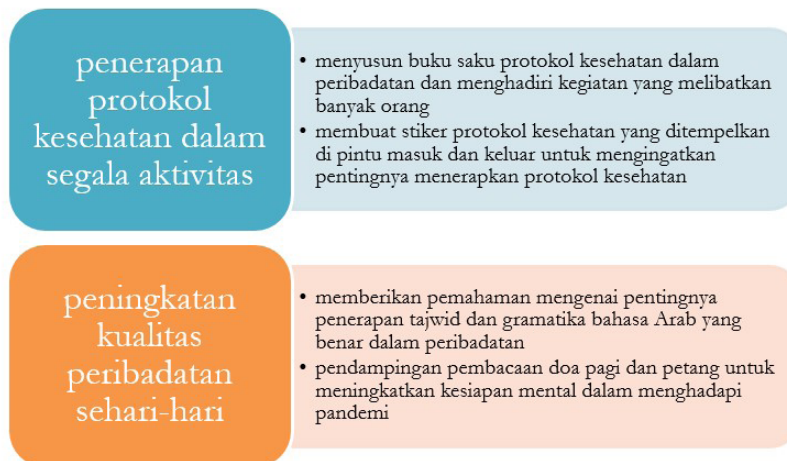 penerapan
protokol
kesehatan dalam
segala aktivitas
• menyusun buku saku protokol kesehatan dalam
peribadatan dan menghadiri kegiatan yang melibatkan
banyak orang
• membuat stiker protokol kesehatan yang ditempelkan
di pintu masuk dan keluar untuk mengingatkan
pentingnya menerapkan protokol kesehatan
peningkatan
kualitas
peribadatan
sehari-hari
• memberikan pemahaman mengenai pentingnya
penerapan tajwid dan gramatika bahasa Arab yang
benar dalam peribadatan
• pendampingan pembacaan doa pagi dan petang untuk
meningkatkan kesiapan mental dalam menghadapi
pandemi